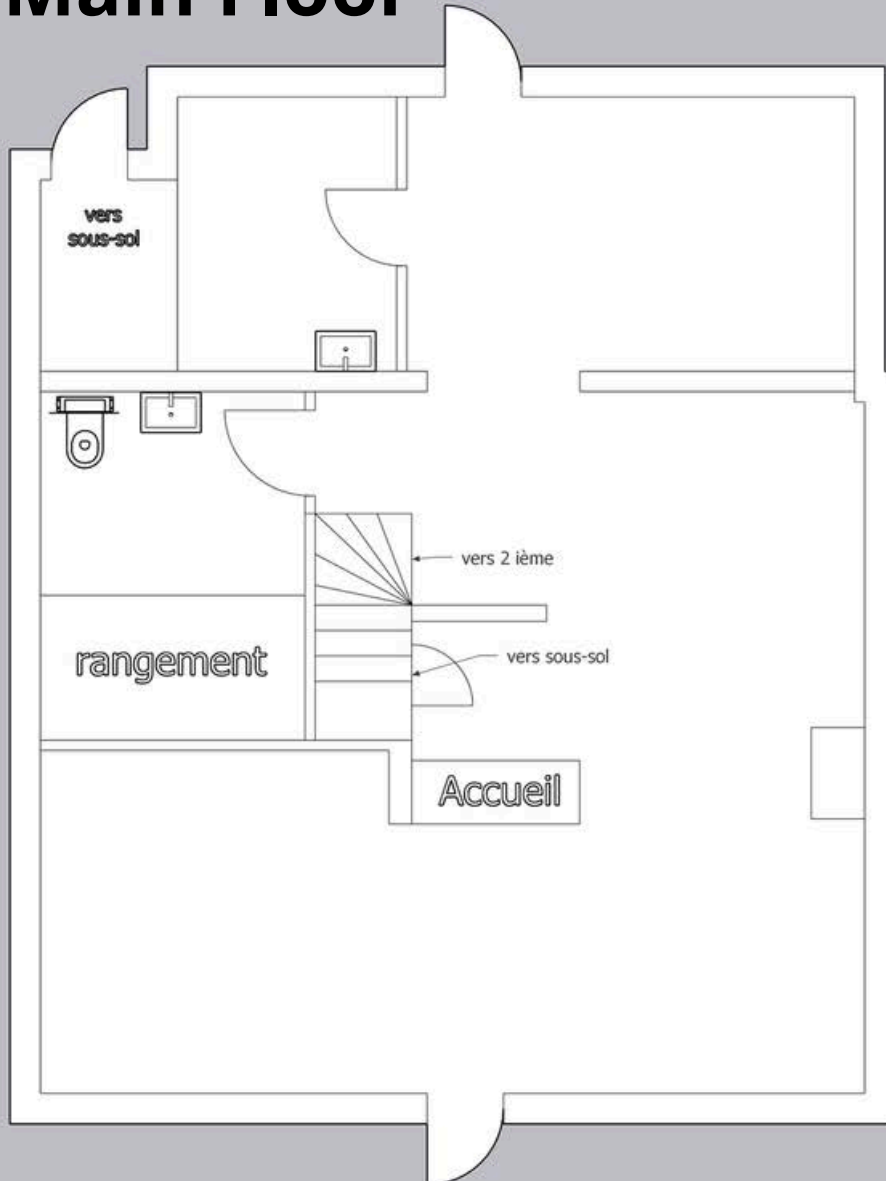 Main Floor
vers
sous-sol
vers 2 ième
rangement
vers sous-sol
Accueil